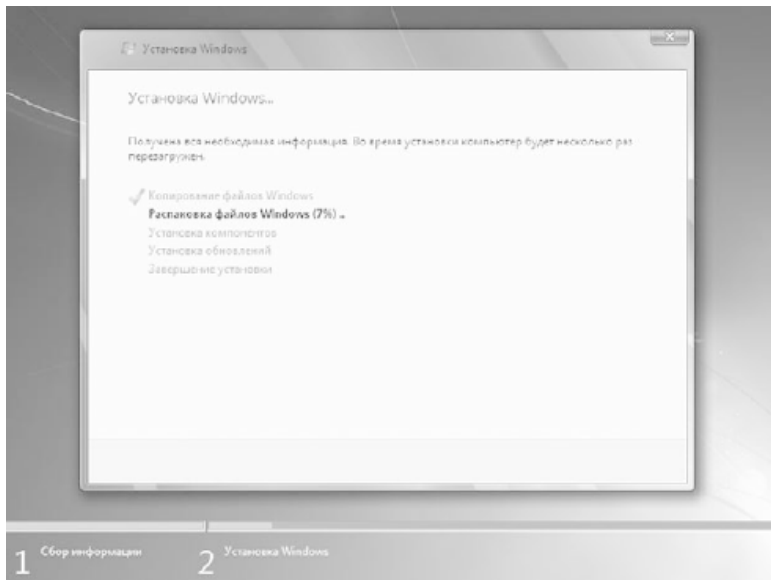 Установка Windows
Установка Windows...
Получена вся необходимая информация. Во время установки компьютер будет несколько раз
перезагружен.
Копирование файлов Windows
Распаковка файлов Windows (7%) ..
Установка компонентов
Установка обновлений
Завершение установки
1 Сбор информации 2 Установка Windows